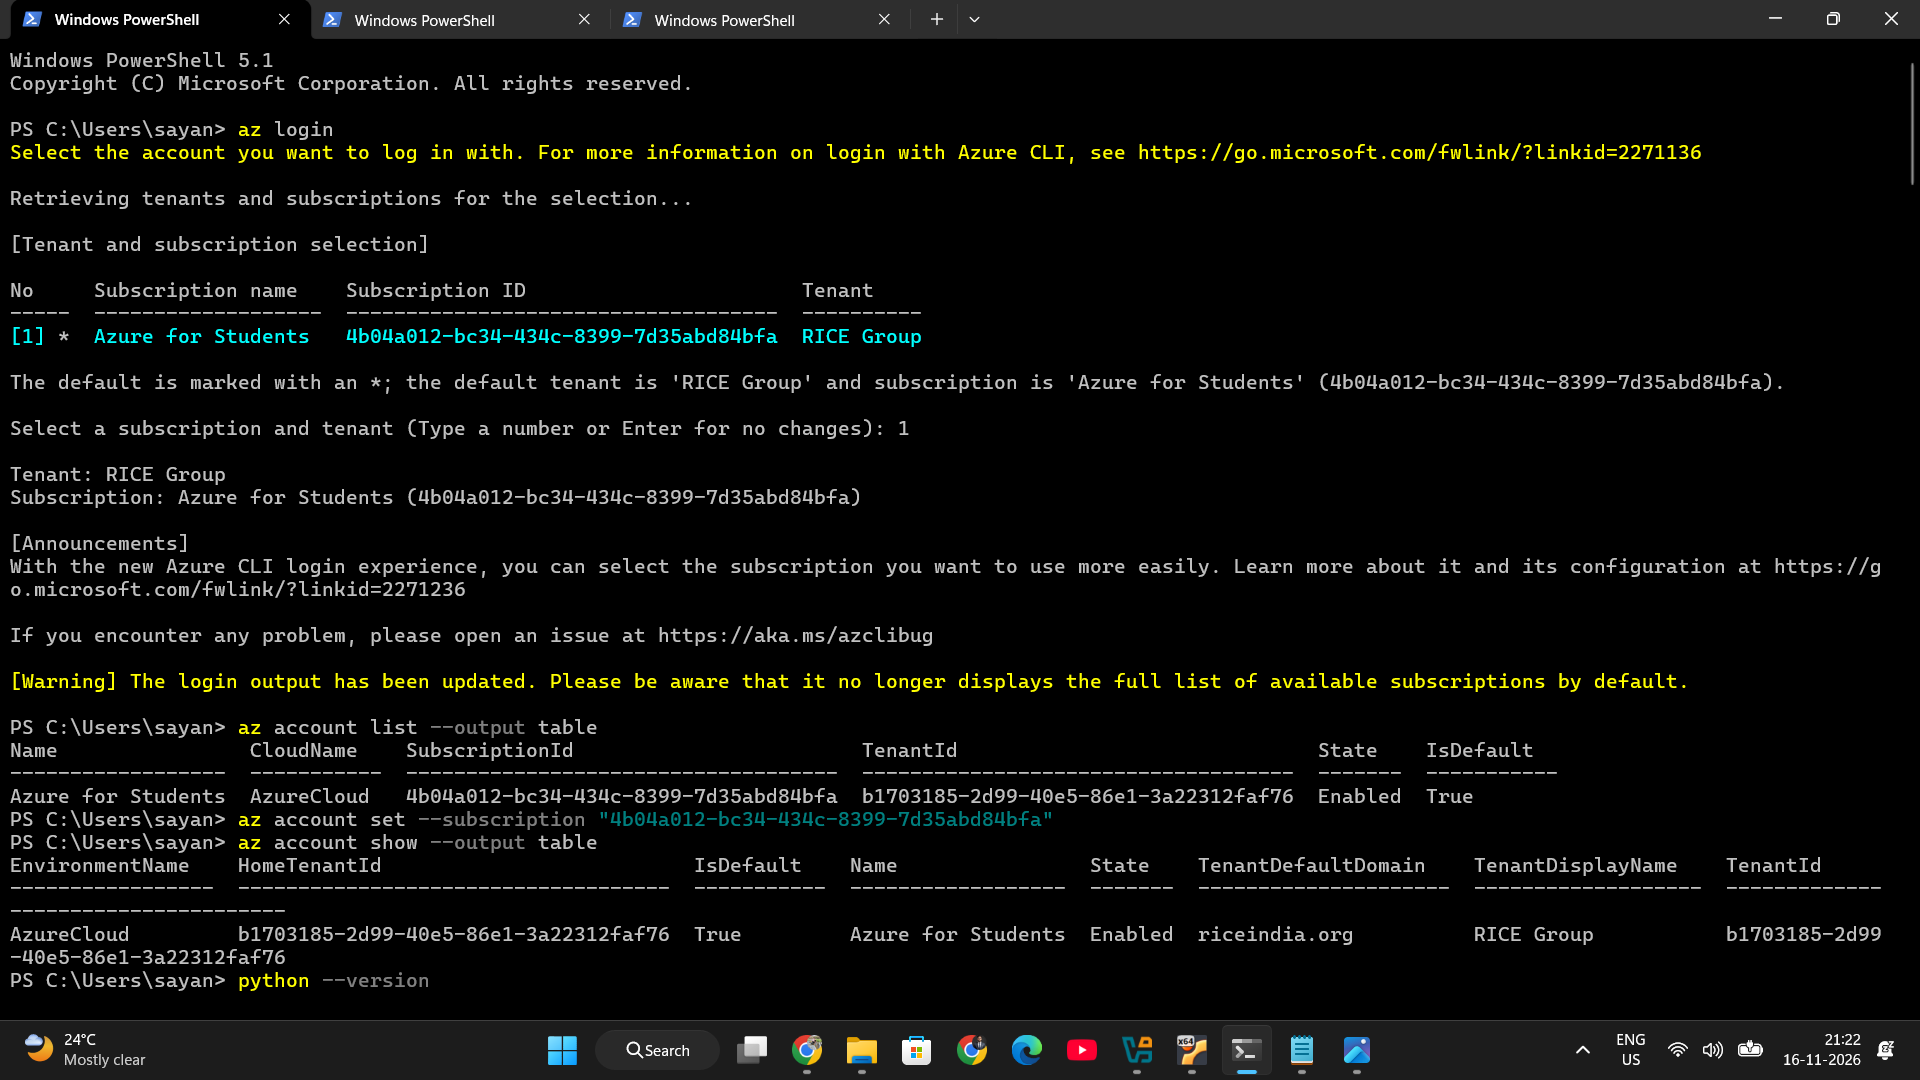 Windows PowerShell
Windows PowerShell
Windows PowerShell
Windows PowerShell 5.1
Copyright (C) Microsoft Corporation. All rights reserved.
PS C:\Users\sayan> az login
Select the account you want to log in with. For more information on login with Azure CLI, see https://go.microsoft.com/fwlink/?linkid=2271136
Retrieving tenants and subscriptions for the selection...
[Tenant and subscription selection]
No     Subscription name    Subscription ID                       Tenant
-----  -------------------  ------------------------------------  ----------
[1] *  Azure for Students   4b04a012-bc34-434c-8399-7d35abd84bfa  RICE Group
The default is marked with an *; the default tenant is 'RICE Group' and subscription is 'Azure for Students' (4b04a012-bc34-434c-8399-7d35abd84bfa).
Select a subscription and tenant (Type a number or Enter for no changes): 1
Tenant: RICE Group
Subscription: Azure for Students (4b04a012-bc34-434c-8399-7d35abd84bfa)
[Announcements]
With the new Azure CLI login experience, you can select the subscription you want to use more easily. Learn more about it and its configuration at https://g
o.microsoft.com/fwlink/?linkid=2271236
If you encounter any problem, please open an issue at https://aka.ms/azclibug
[Warning] The login output has been updated. Please be aware that it no longer displays the full list of available subscriptions by default.
PS C:\Users\sayan> az account list --output table
Name                CloudName    SubscriptionId                        TenantId                              State    IsDefault
------------------  -----------  ------------------------------------  ------------------------------------  -------  -----------
Azure for Students  AzureCloud   4b04a012-bc34-434c-8399-7d35abd84bfa  b1703185-2d99-40e5-86e1-3a22312faf76  Enabled  True
PS C:\Users\sayan> az account set --subscription "4b04a012-bc34-434c-8399-7d35abd84bfa"
PS C:\Users\sayan> az account show --output table
EnvironmentName    HomeTenantId                          IsDefault    Name                State    TenantDefaultDomain    TenantDisplayName    TenantId
-----------------  ------------------------------------  -----------  ------------------  -------  ---------------------  -------------------  -------------
-----------------------
AzureCloud         b1703185-2d99-40e5-86e1-3a22312faf76  True         Azure for Students  Enabled  riceindia.org          RICE Group           b1703185-2d99
-40e5-86e1-3a22312faf76
PS C:\Users\sayan> python --version
24°C
Mostly clear
Search
x64
ENG
US
21:22
16-11-2026